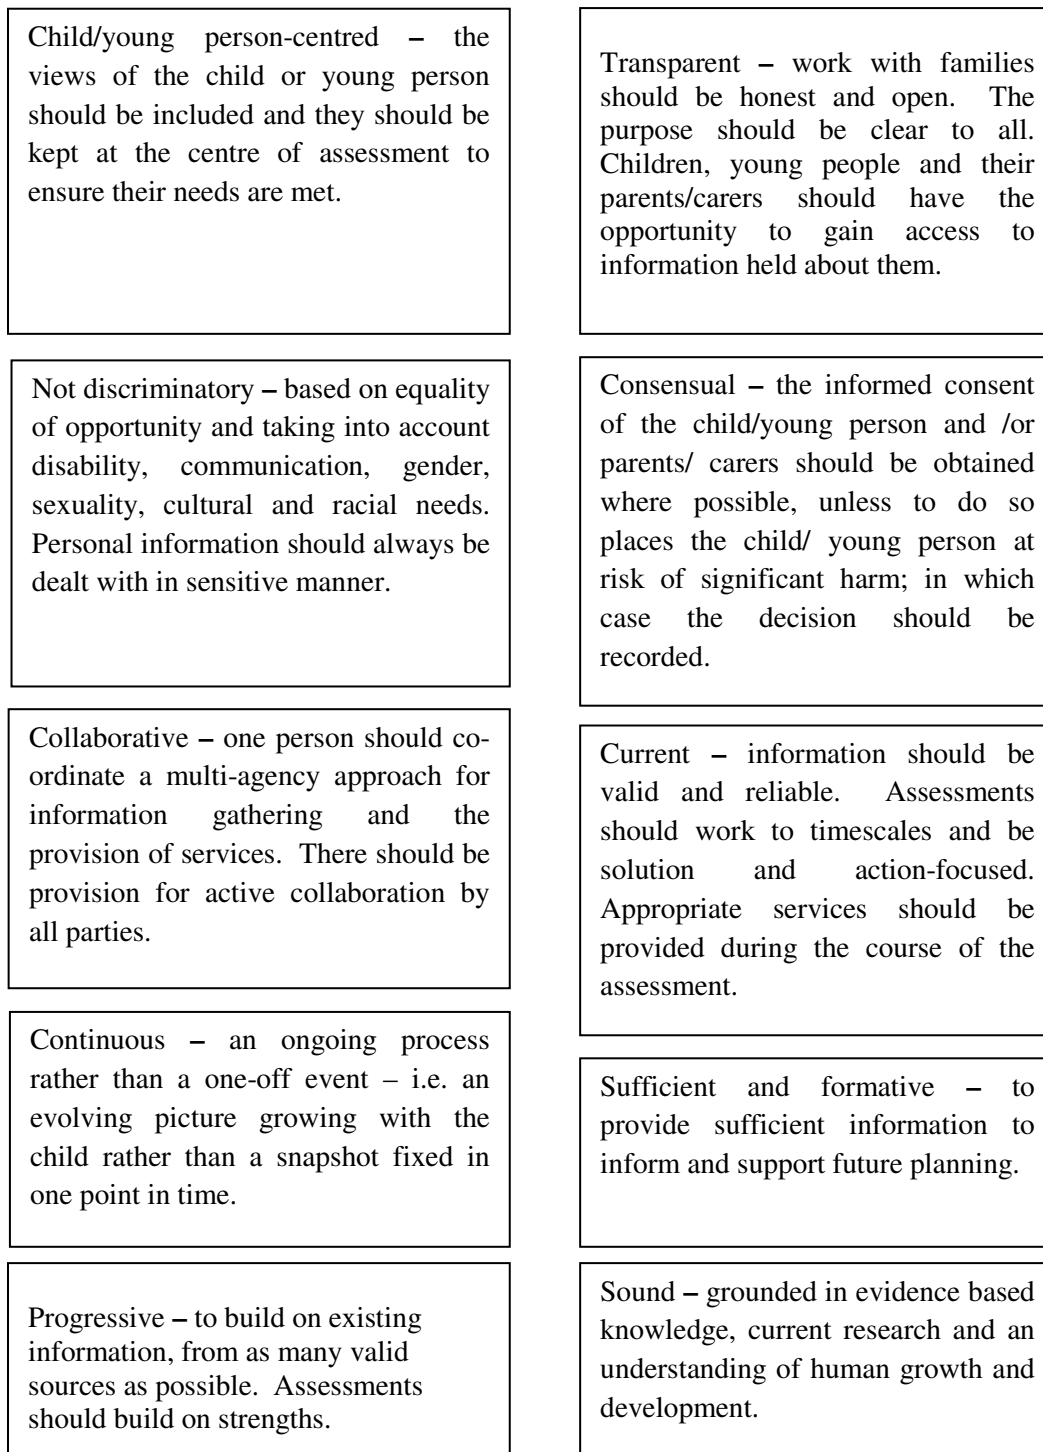 Child/young person-centred – the
views of the child or young person
should be included and they should be
kept at the centre of assessment to
ensure their needs are met.
Transparent – work with families
should be honest and open. The
purpose should be clear to all.
Children, young people and their
parents/carers should have the
opportunity to gain access to
information held about them.
Not discriminatory – based on equality
of opportunity and taking into account
disability, communication, gender,
sexuality, cultural and racial needs.
Personal information should always be
dealt with in sensitive manner.
Consensual – the informed consent
of the child/young person and /or
parents/ carers should be obtained
where possible, unless to do so
places the child/ young person at
risk of significant harm; in which
case the decision should be
recorded.
Collaborative – one person should co-
ordinate a multi-agency approach for
information gathering and the
provision of services. There should be
provision for active collaboration by
all parties.
Current – information should be
valid and reliable. Assessments
should work to timescales and be
solution and action-focused.
Appropriate services should be
provided during the course of the
assessment.
Continuous – an ongoing process
rather than a one-off event – i.e. an
evolving picture growing with the
child rather than a snapshot fixed in
one point in time.
Sufficient and formative – to
provide sufficient information to
inform and support future planning.
Progressive – to build on existing
information, from as many valid
sources as possible. Assessments
should build on strengths.
Sound – grounded in evidence based
knowledge, current research and an
understanding of human growth and
development.